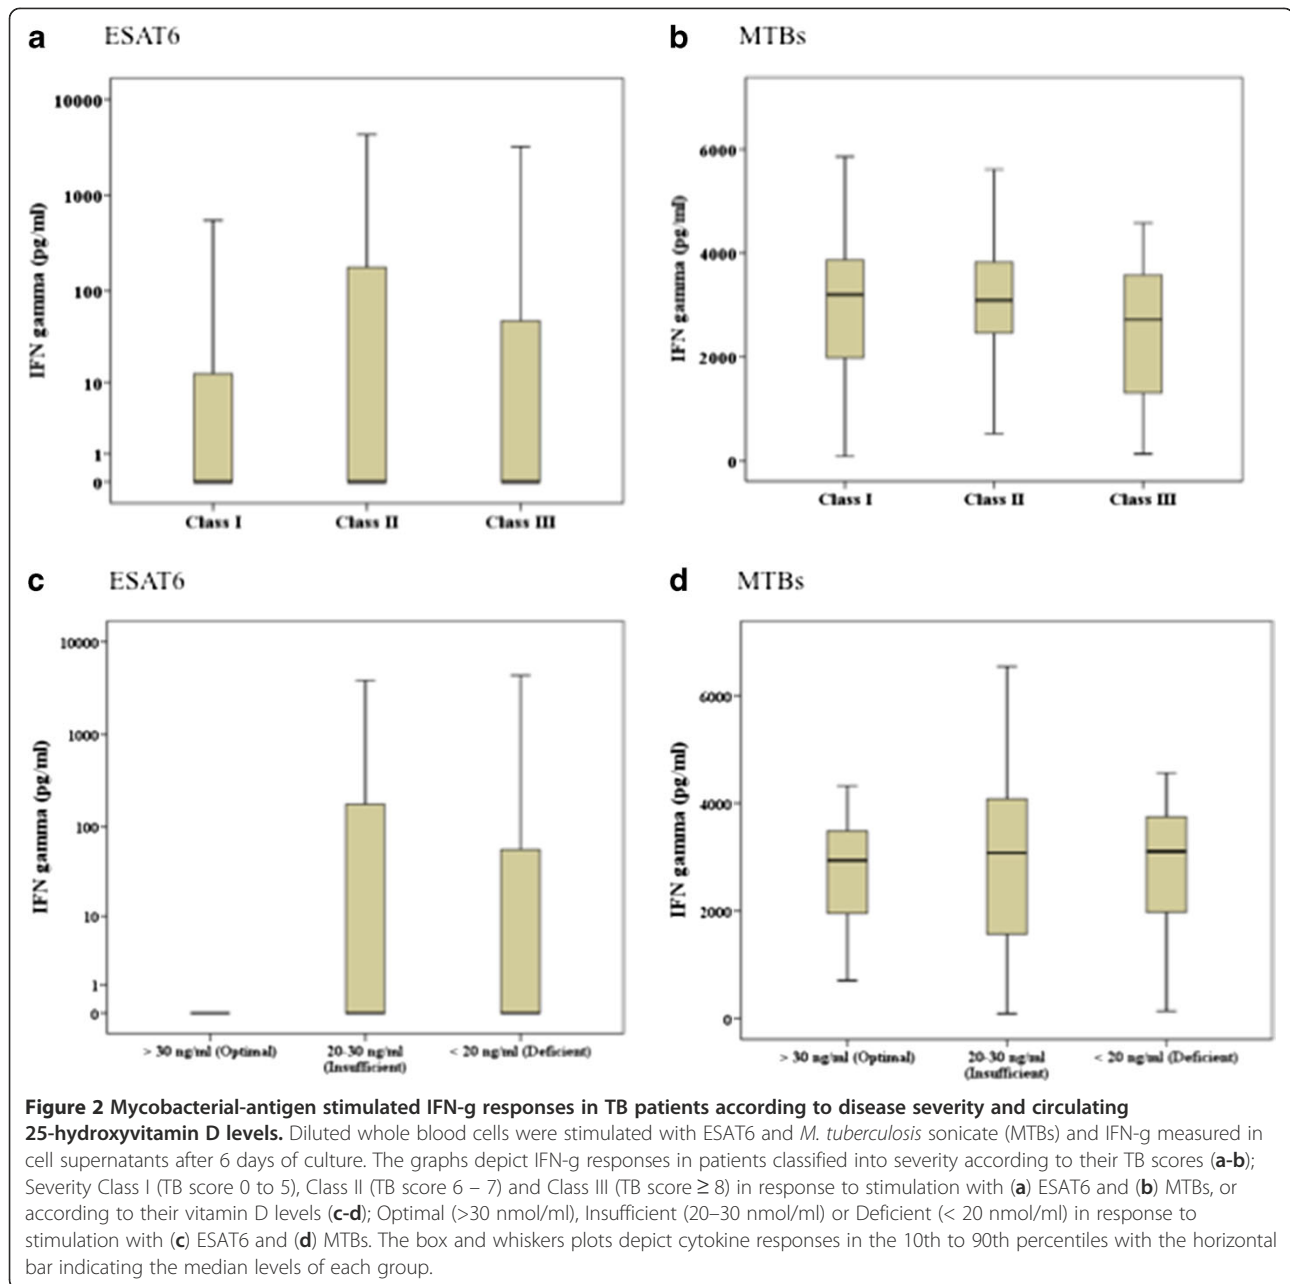 a ESAT6
10000
1000
100
10
1
0
IFN gamma (pg/ml)
Class I Class II Class III
b MTBs
6000
4000
2000
0
IFN gamma (pg/ml)
Class I Class II Class III
c ESAT6
10000
1000
100
10
1
0
IFN gamma (pg/ml)
> 30 ng/ml (Optimal) 20-30 ng/ml (Insufficient) < 20 ng/ml (Deficient)
d MTBs
6000
4000
2000
0
IFN gamma (pg/ml)
> 30 ng/ml (Optimal) 20-30 ng/ml (Insufficient) < 20 ng/ml (Deficient)
Figure 2 Mycobacterial-antigen stimulated IFN-g responses in TB patients according to disease severity and circulating
25-hydroxyvitamin D levels. Diluted whole blood cells were stimulated with ESAT6 and M. tuberculosis sonicate (MTBs) and IFN-g measured in
cell supernatants after 6 days of culture. The graphs depict IFN-g responses in patients classified into severity according to their TB scores (a-b);
Severity Class I (TB score 0 to 5), Class II (TB score 6 – 7) and Class III (TB score ≥ 8) in response to stimulation with (a) ESAT6 and (b) MTBs, or
according to their vitamin D levels (c-d); Optimal (>30 nmol/ml), Insufficient (20–30 nmol/ml) or Deficient (< 20 nmol/ml) in response to
stimulation with (c) ESAT6 and (d) MTBs. The box and whiskers plots depict cytokine responses in the 10th to 90th percentiles with the horizontal
bar indicating the median levels of each group.